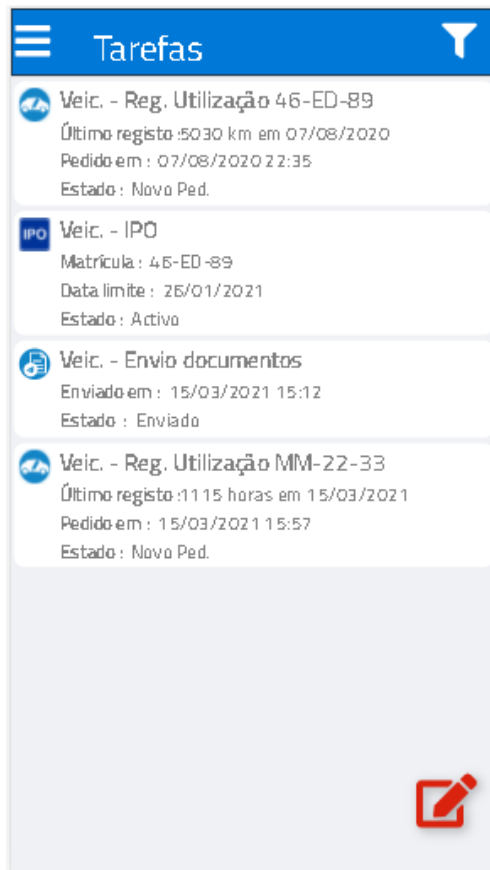 Tarefas
Veic. - Reg. Utilização 46-ED-89
Último registo :5030 km em 07/08/2020
Pedido em : 07/08/2020 22:35
Estado : Novo Ped.
IPO
Veic. - IPO
Matrícula : 46-ED-89
Data limite : 26/01/2021
Estado : Activo
Veic. - Envio documentos
Enviado em : 15/03/2021 15:12
Estado : Enviado
Veic. - Reg. Utilização MM-22-33
Último registo :1115 horas em 15/03/2021
Pedido em : 15/03/2021 15:57
Estado : Novo Ped.